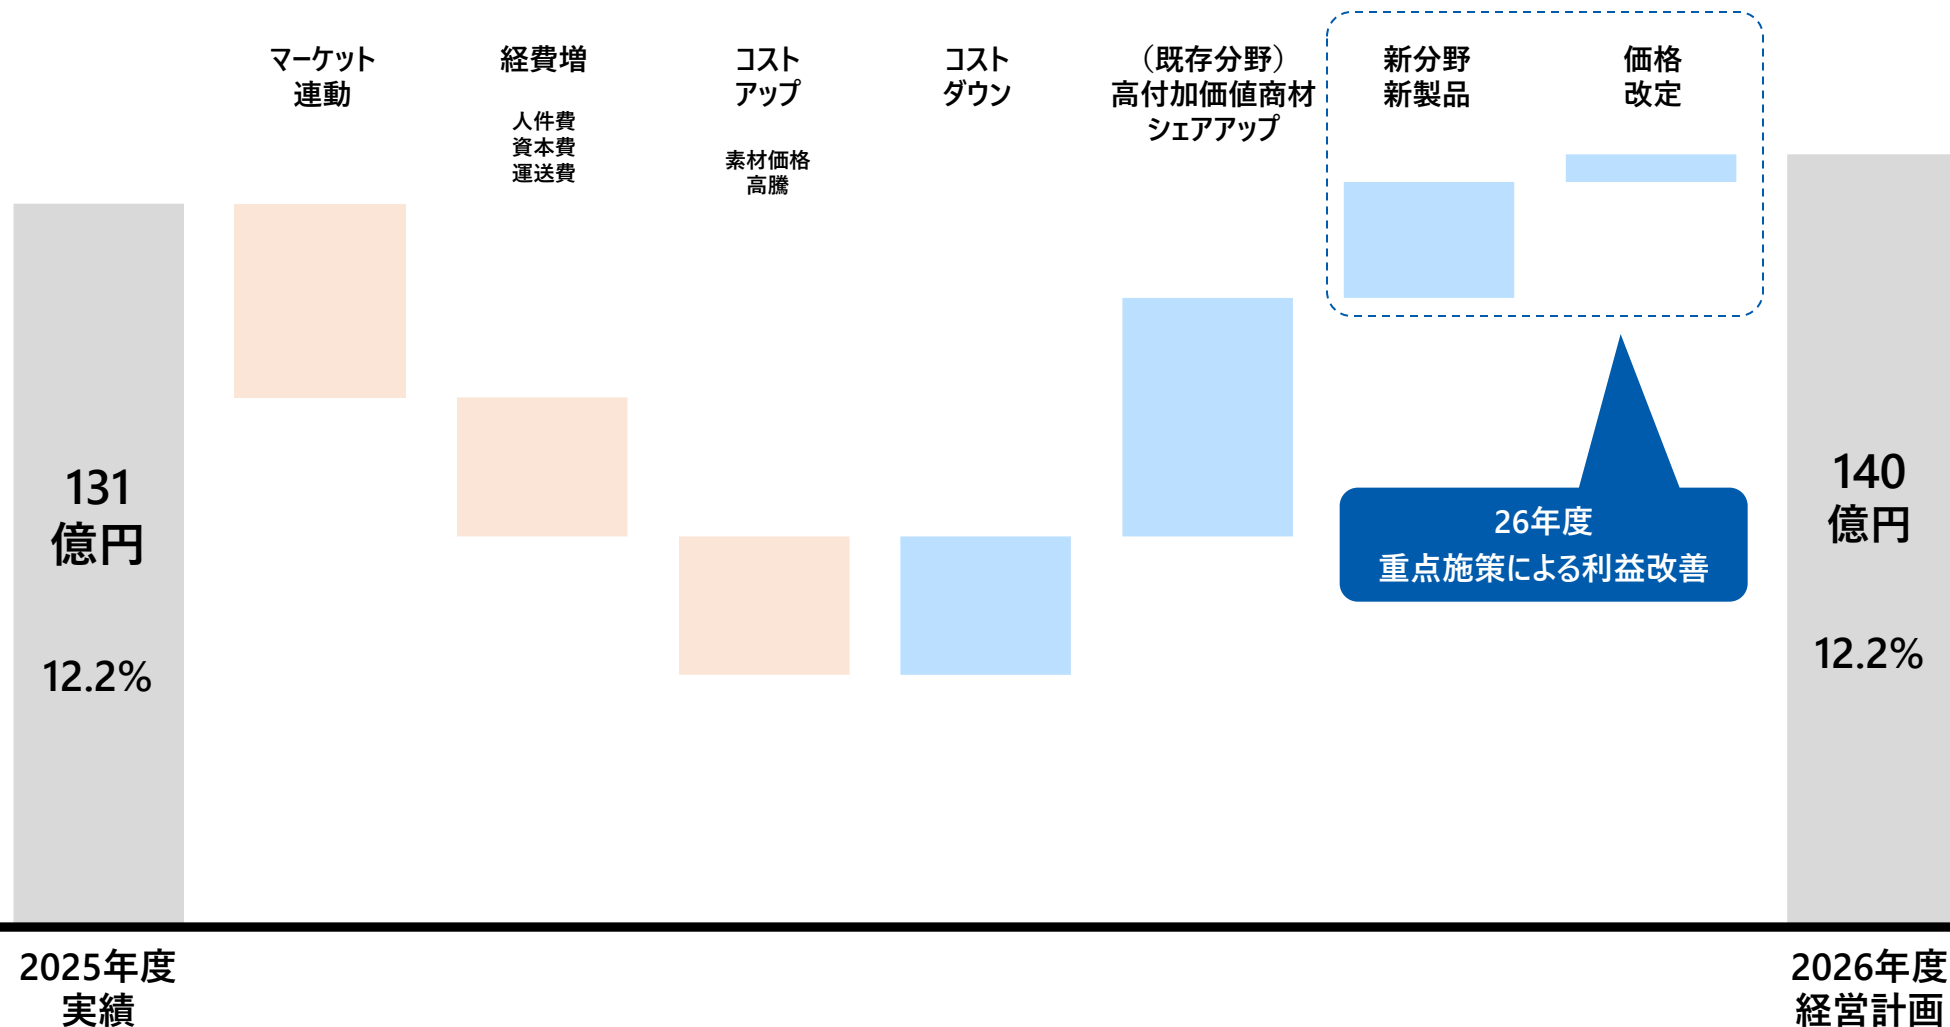 マーケット
連動
経費増
人件費
資本費
運送費
コスト
アップ
素材価格
高騰
コスト
ダウン
（既存分野）
高付加価値商材
シェアアップ
新分野
新製品
価格
改定
131
億円
12.2%
26年度
重点施策による利益改善
140
億円
12.2%
2025年度
実績
2026年度
経営計画